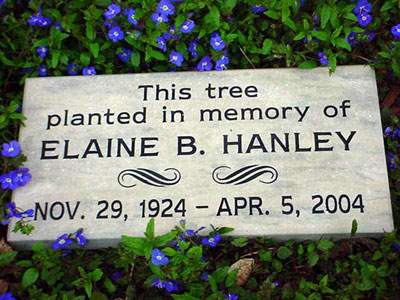 This tree
planted in memory of
ELAINE B. HANLEY
NOV. 29, 1924 – APR. 5, 2004